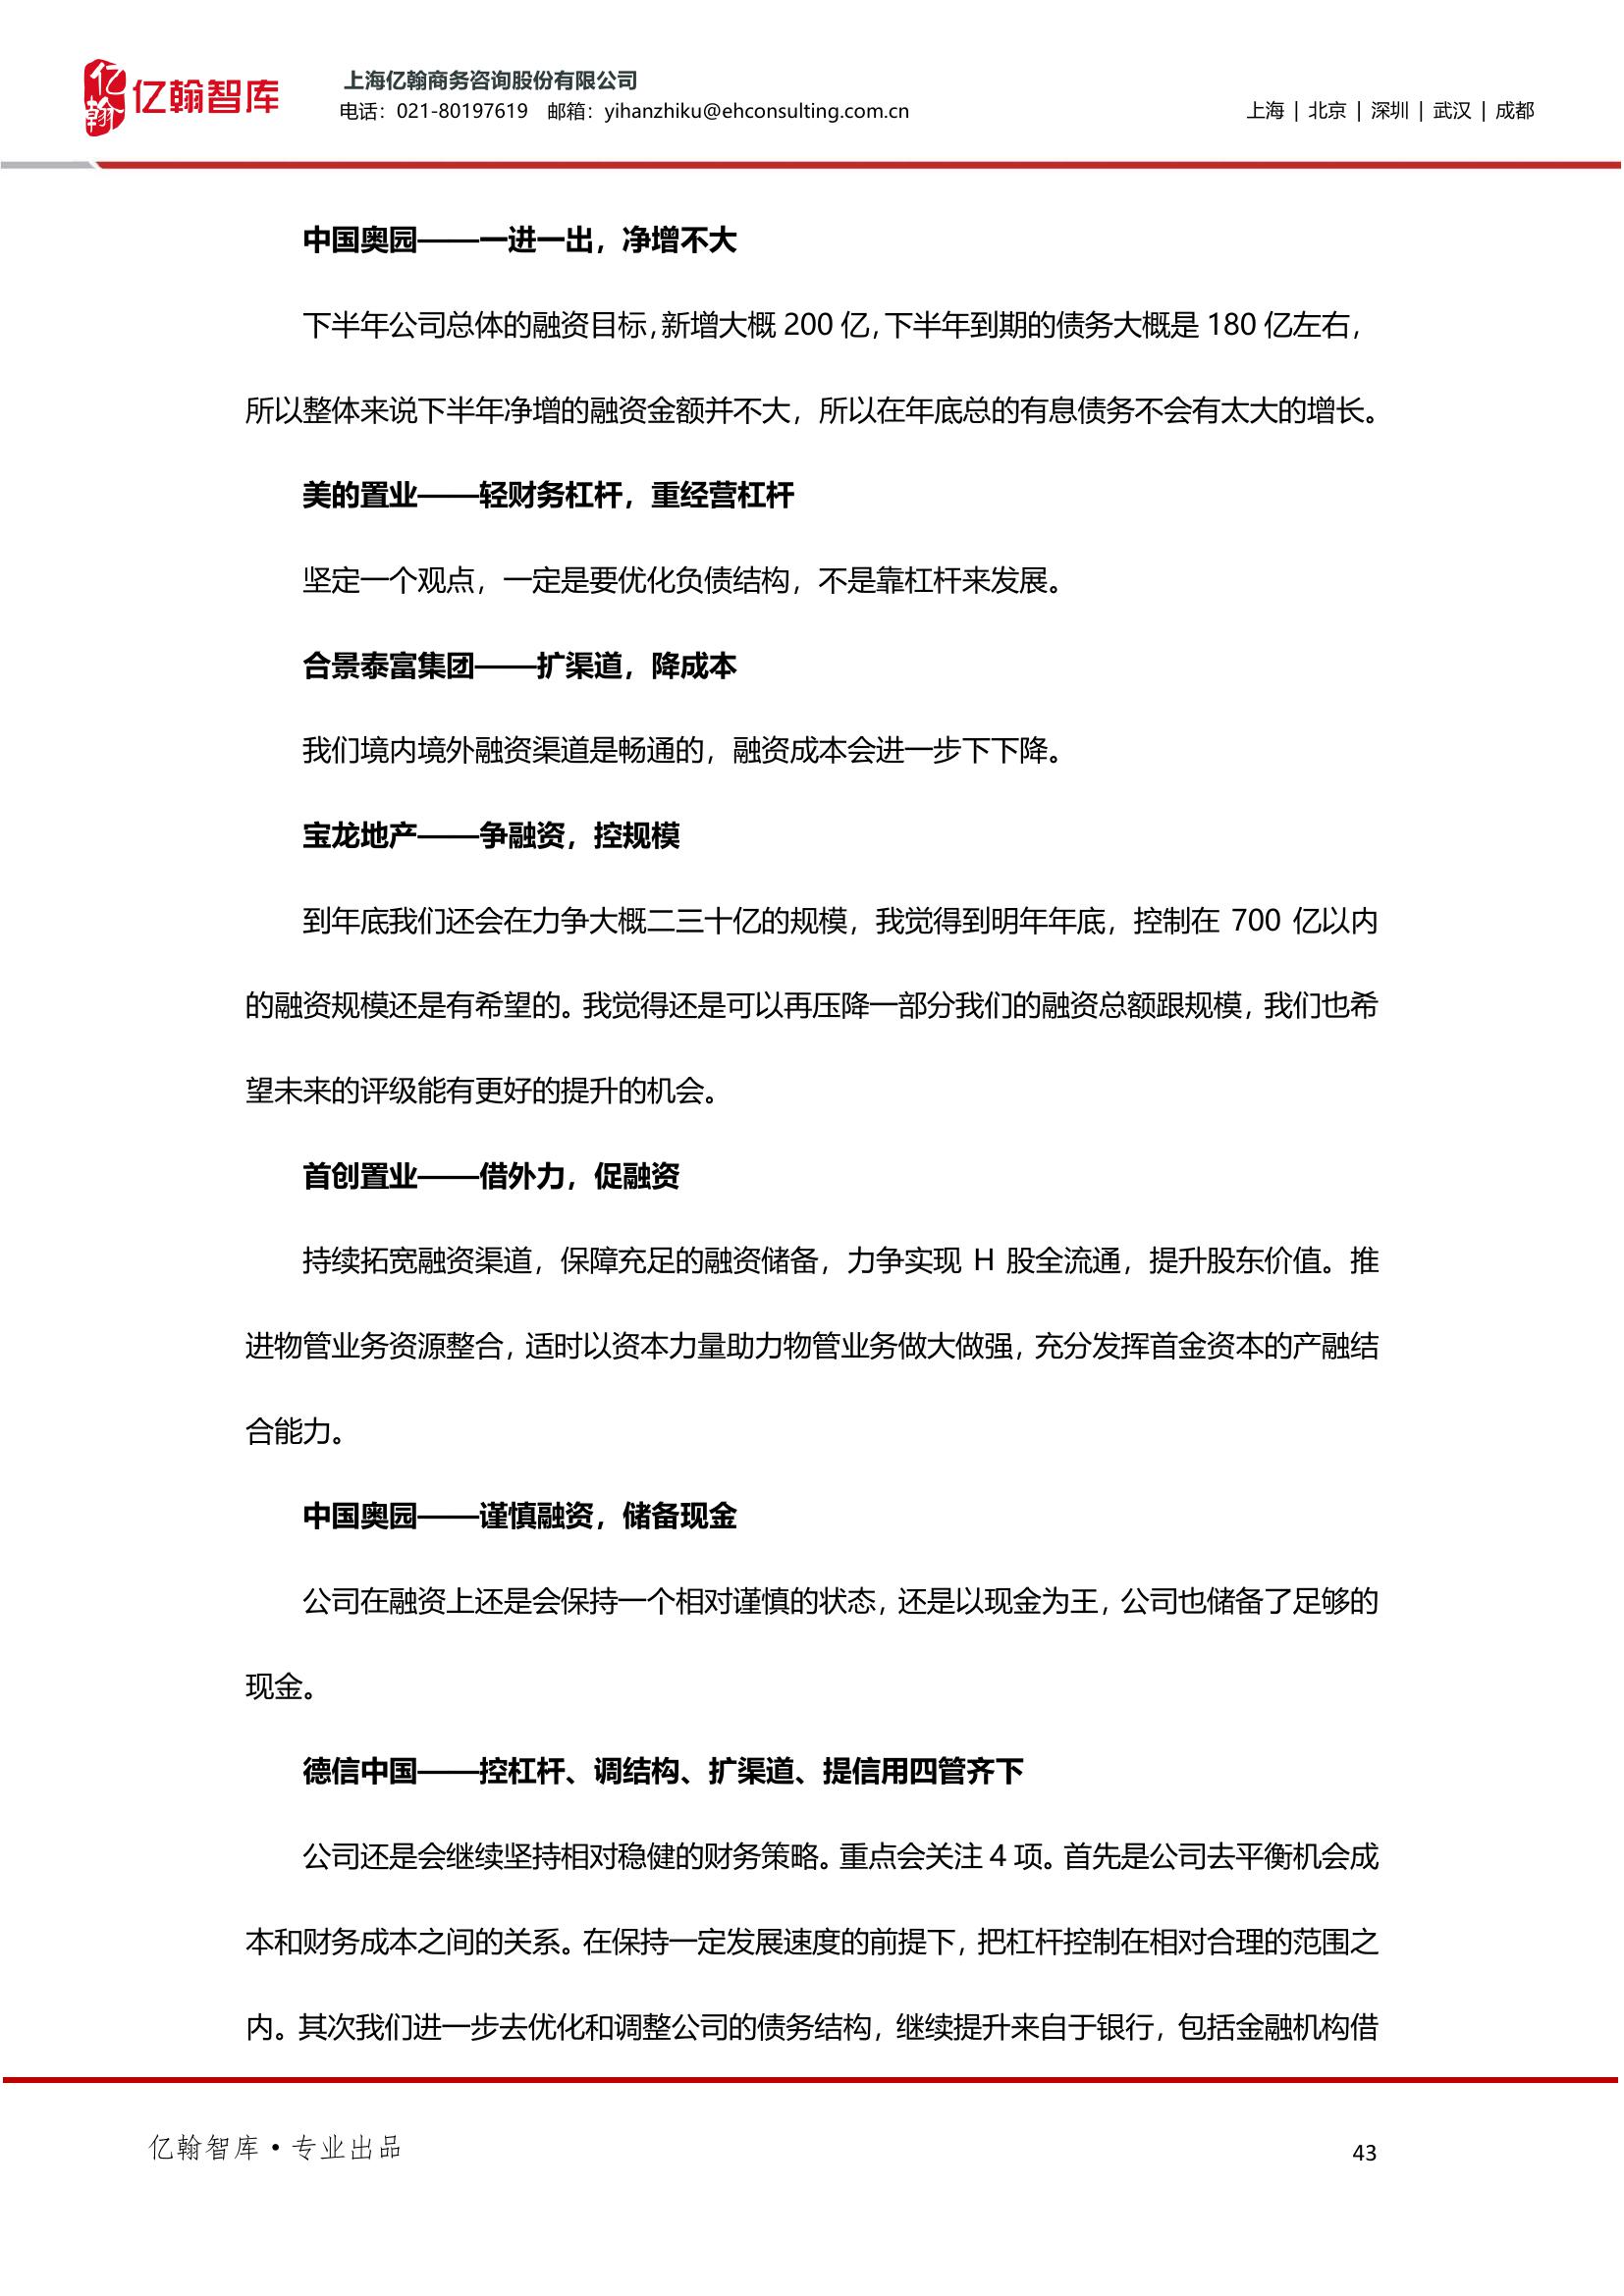 亿翰
亿翰智库
上海亿翰商务咨询股份有限公司
电话：021-80197619 邮箱：yihanzhiku@ehconsulting.com.cn
上海｜北京｜深圳｜武汉｜成都
中国奥园——一进一出，净增不大
下半年公司总体的融资目标，新增大概 200 亿，下半年到期的债务大概是 180 亿左右，
所以整体来说下半年净增的融资金额并不大，所以在年底总的有息债务不会有太大的增长。
美的置业——轻财务杠杆，重经营杠杆
坚定一个观点，一定是要优化负债结构，不是靠杠杆来发展。
合景泰富集团——扩渠道，降成本
我们境内境外融资渠道是畅通的，融资成本会进一步下下降。
宝龙地产——争融资，控规模
到年底我们还会在力争大概二三十亿的规模，我觉得到明年年底，控制在 700 亿以内
的融资规模还是有希望的。我觉得还是可以再压降一部分我们的融资总额跟规模，我们也希
望未来的评级能有更好的提升的机会。
首创置业——借外力，促融资
持续拓宽融资渠道，保障充足的融资储备，力争实现 H 股全流通，提升股东价值。推
进物管业务资源整合，适时以资本力量助力物管业务做大做强，充分发挥首金资本的产融结
合能力。
中国奥园——谨慎融资，储备现金
公司在融资上还是会保持一个相对谨慎的状态，还是以现金为王，公司也储备了足够的
现金。
德信中国——控杠杆、调结构、扩渠道、提信用四管齐下
公司还是会继续坚持相对稳健的财务策略。重点会关注 4 项。首先是公司去平衡机会成
本和财务成本之间的关系。在保持一定发展速度的前提下，把杠杆控制在相对合理的范围之
内。其次我们进一步去优化和调整公司的债务结构，继续提升来自于银行，包括金融机构借
亿翰智库·专业出品
43